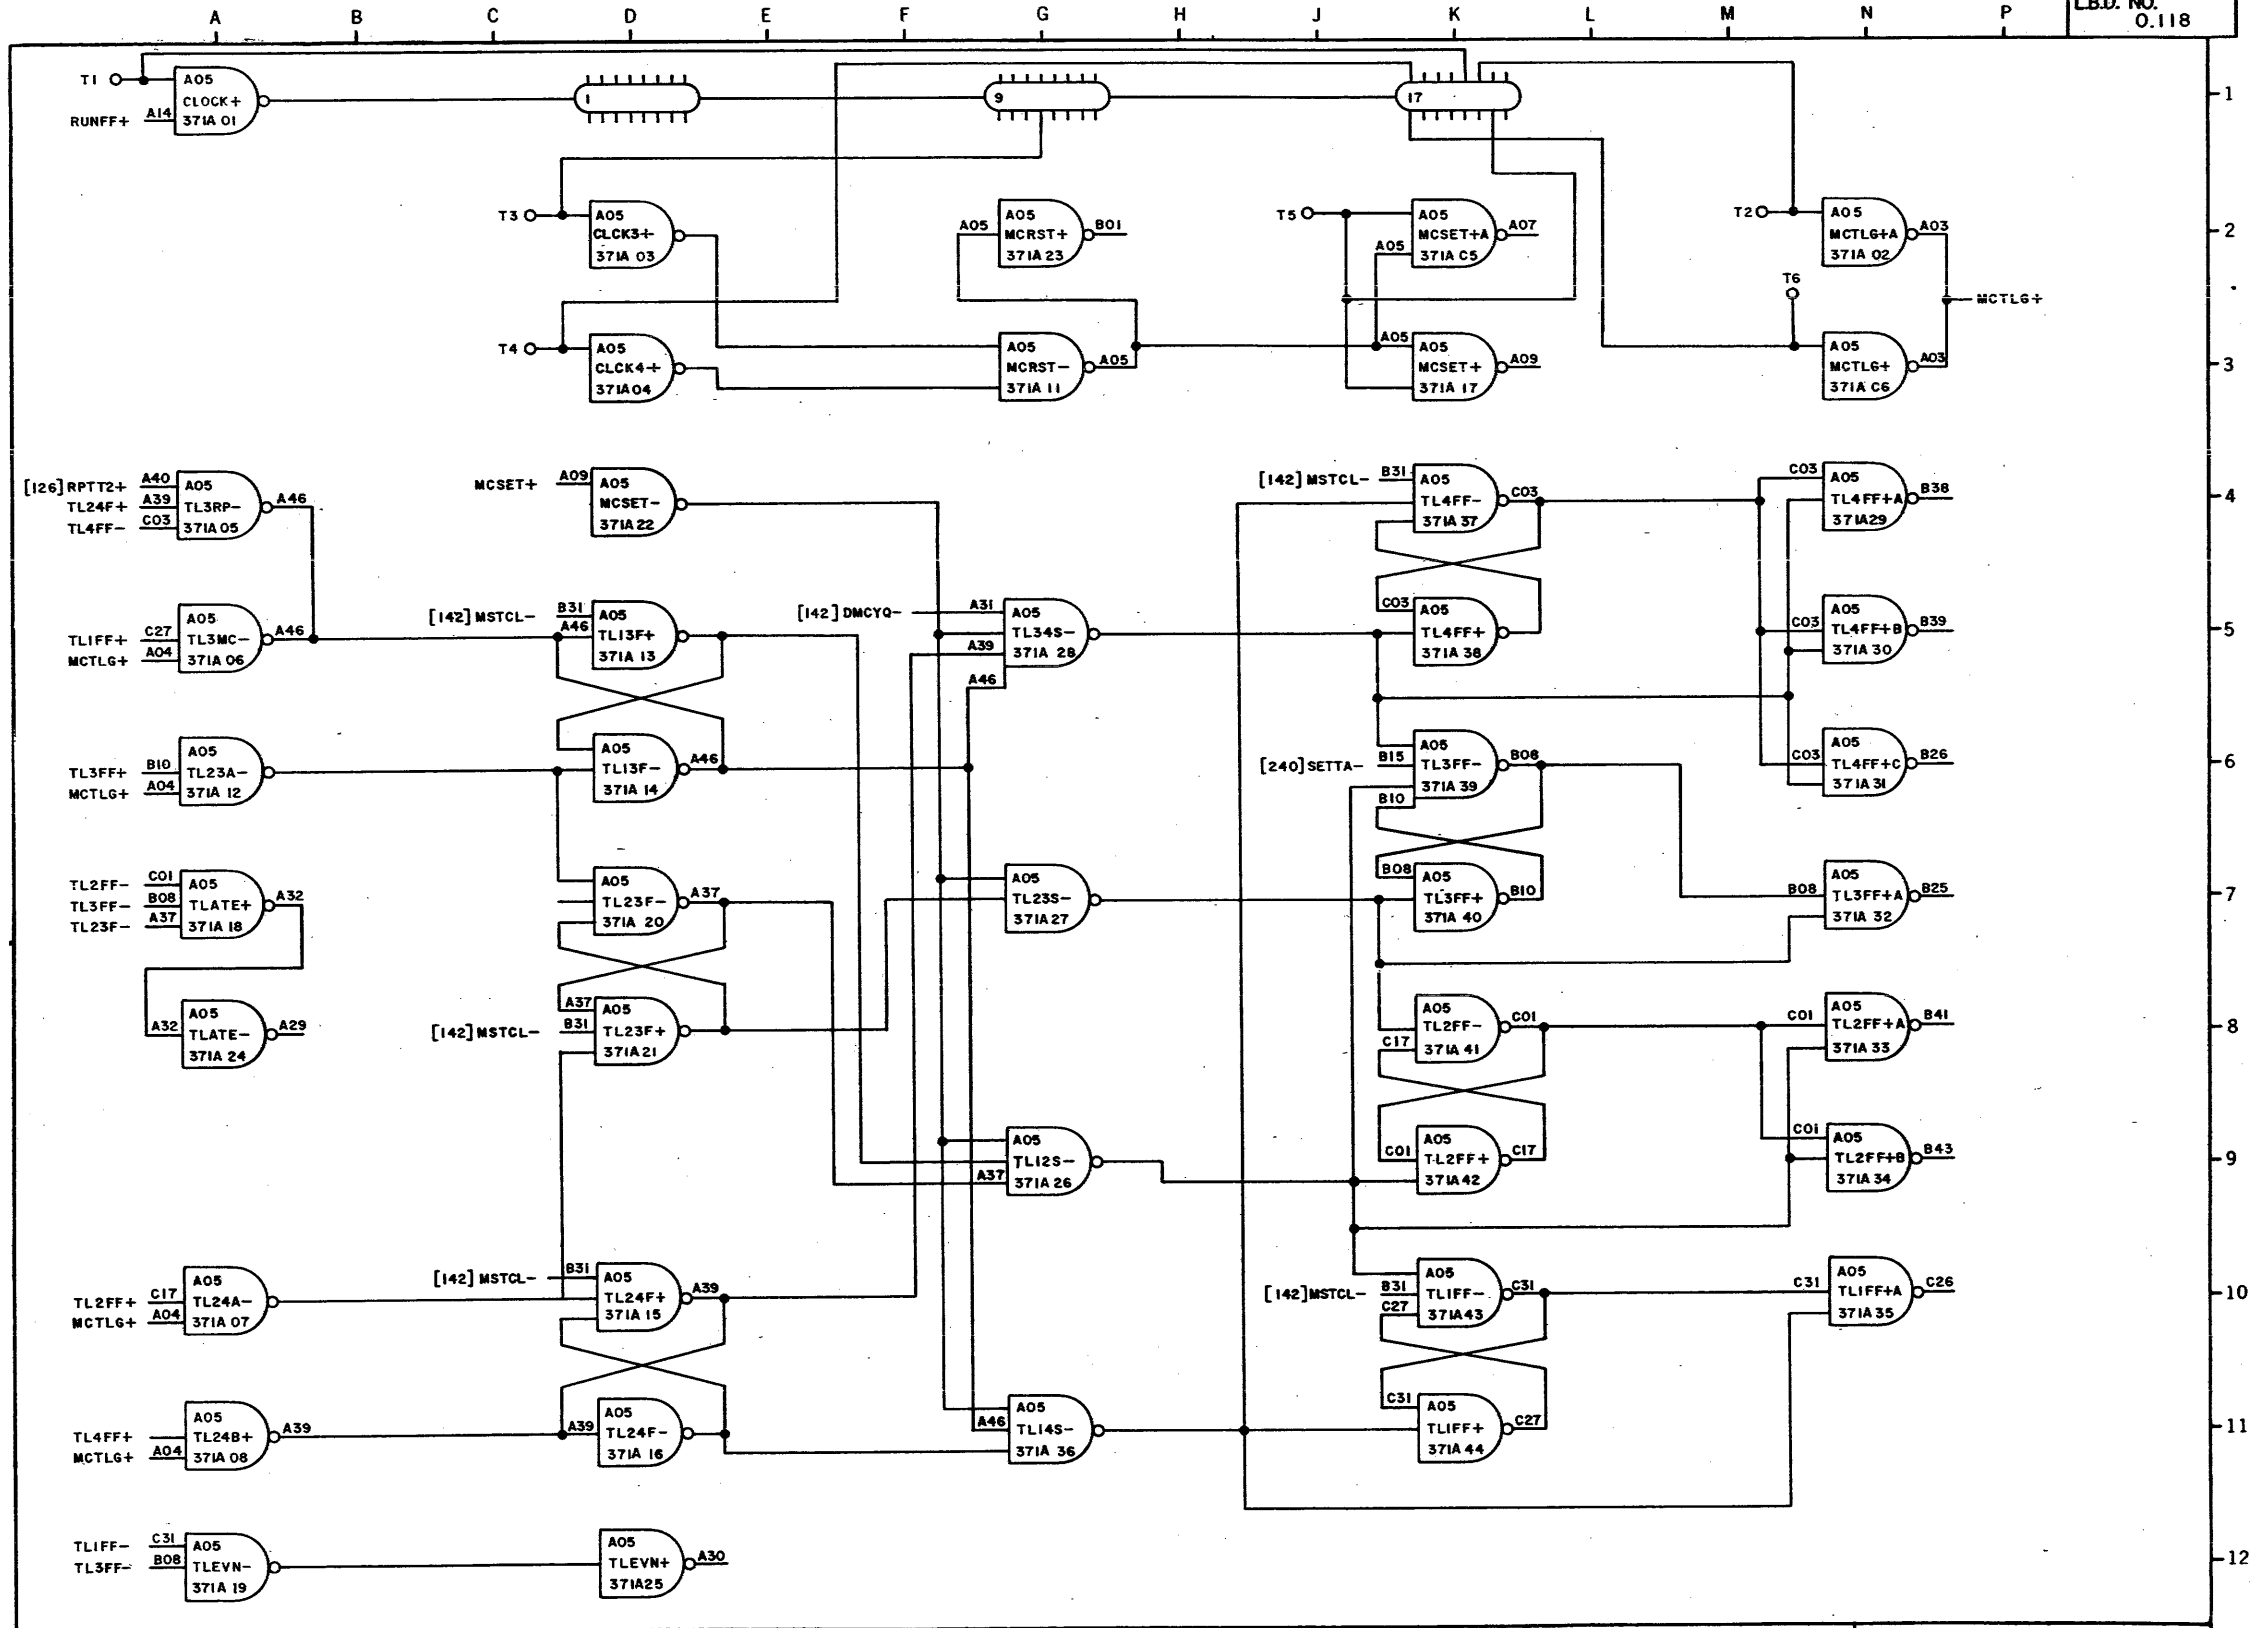 A B C D E F G H J K L M N P
L.B.D. NO.
0.118
T1
A05
CLOCK+
371A 01
RUNFF+ A14
1
9
17
1
T3
A05
CLCK3+
371A 03
A05
A05
MCRST+
371A 23
B01
T5
A05
A05
MCSET+A
371A C5
A07
T2
A05
MCTLG+A
371A 02
A03
2
T6
MCTLG+
T4
A05
CLCK4+
371A 04
A05
MCRST-
371A 11
A05
A05
A05
MCSET+
371A 17
A09
A05
MCTLG+
371A C6
A03
3
[126]RPTT2+ A40
TL24F+ A39
TL4FF- C03
A05
TL3RP-
371A 05
A46
MCSET+ A09
A05
MCSET-
371A 22
[142]MSTCL- B31
A05
TL4FF-
371A 37
C03
C03
A05
TL4FF+A
371A29
B38
4
TL1FF+ C27
MCTLG+ A04
A05
TL3MC-
371A 06
A46
[142]MSTCL- B31
A46
A05
TL13F+
371A 13
[142]DMCYQ- A31
A39
A46
A05
TL34S-
371A 28
C03
A05
TL4FF+
371A 38
C03
A05
TL4FF+B
371A 30
B39
5
TL3FF+ B10
MCTLG+ A04
A05
TL23A-
371A 12
A05
TL13F-
371A 14
A46
[240]SETTA- B15
B10
A05
TL3FF-
371A 39
B08
C03
A05
TL4FF+C
371A 31
B26
6
TL2FF- C01
TL3FF- B08
TL23F- A37
A05
TLATE+
371A 18
A32
A05
TL23F-
371A 20
A37
A05
TL23S-
371A 27
B08
A05
TL3FF+
371A 40
B10
B08
A05
TL3FF+A
371A 32
B25
7
A32
A05
TLATE-
371A 24
A29
A37
[142]MSTCL- B31
A05
TL23F+
371A 21
C17
A05
TL2FF-
371A 41
C01
C01
A05
TL2FF+A
371A 33
B41
8
A37
A05
TL12S-
371A 26
C01
A05
TL2FF+
371A 42
C17
C01
A05
TL2FF+B
371A 34
B43
9
TL2FF+ C17
MCTLG+ A04
A05
TL24A-
371A 07
[142]MSTCL- B31
A05
TL24F+
371A 15
A39
[142]MSTCL- B31
C27
A05
TL1FF-
371A43
C31
C31
A05
TL1FF+A
371A 35
C26
10
TL4FF+
MCTLG+ A04
A05
TL24B+
371A 08
A39
A39
A05
TL24F-
371A 16
A46
A05
TL14S-
371A 36
C31
A05
TL1FF+
371A 44
C27
11
TL1FF- C31
TL3FF- B08
A05
TLEVN-
371A 19
A05
TLEVN+
371A25
A30
12